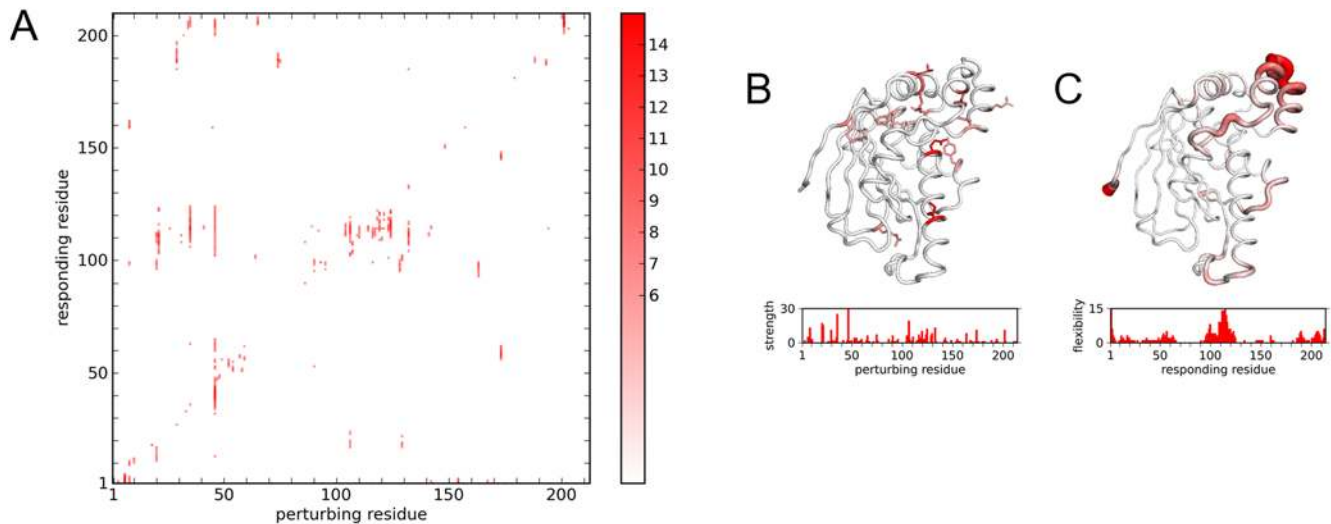 A
responding residue
200
150
100
50
1
1 50 100 150 200
perturbing residue
14
13
12
11
10
9
8
7
6
B
strength
30
0
1 50 100 160 200
perturbing residue
C
flexibility
15
0
1 50 100 160 200
responding residue